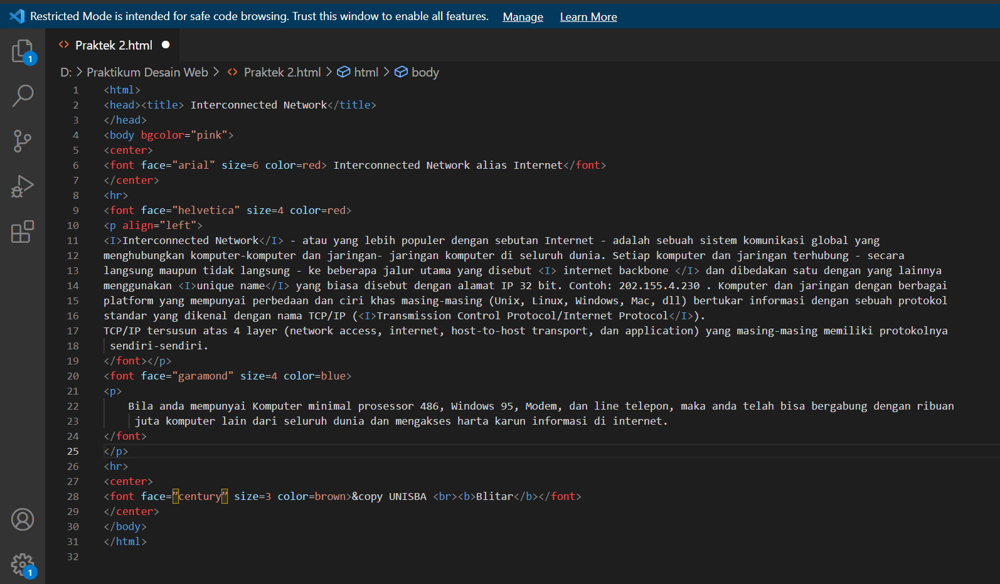 Restricted Mode is intended for safe code browsing. Trust this window to enable all features. Manage Learn More
Praktek 2.html
1
D: > Praktikum Desain Web > Praktek 2.html > html > body
1 <html>
2 <head><title> Interconnected Network</title>
3 </head>
4 <body bgcolor="pink">
5 <center>
6 <font face="arial" size=6 color=red> Interconnected Network alias Internet</font>
7 </center>
8 <hr>
9 <font face="helvetica" size=4 color=red>
10 <p align="left">
11 <I>Interconnected Network</I> - atau yang lebih populer dengan sebutan Internet - adalah sebuah sistem komunikasi global yang
12 menghubungkan komputer-komputer dan jaringan- jaringan komputer di seluruh dunia. Setiap komputer dan jaringan terhubung - secara
13 langsung maupun tidak langsung - ke beberapa jalur utama yang disebut <I> internet backbone </I> dan dibedakan satu dengan yang lainnya
14 menggunakan <I>unique name</I> yang biasa disebut dengan alamat IP 32 bit. Contoh: 202.155.4.230 . Komputer dan jaringan dengan berbagai
15 platform yang mempunyai perbedaan dan ciri khas masing-masing (Unix, Linux, Windows, Mac, dll) bertukar informasi dengan sebuah protokol
16 standar yang dikenal dengan nama TCP/IP (<I>Transmission Control Protocol/Internet Protocol</I>).
17 TCP/IP tersusun atas 4 layer (network access, internet, host-to-host transport, dan application) yang masing-masing memiliki protokolnya
18 sendiri-sendiri.
19 </font></p>
20 <font face="garamond" size=4 color=blue>
21 <p>
22 Bila anda mempunyai Komputer minimal prosessor 486, Windows 95, Modem, dan line telepon, maka anda telah bisa bergabung dengan ribuan
23 juta komputer lain dari seluruh dunia dan mengakses harta karun informasi di internet.
24 </font>
25 </p>
26 <hr>
27 <center>
28 <font face=”century” size=3 color=brown>&copy UNISBA <br><b>Blitar</b></font>
29 </center>
30 </body>
31 </html>
32
1